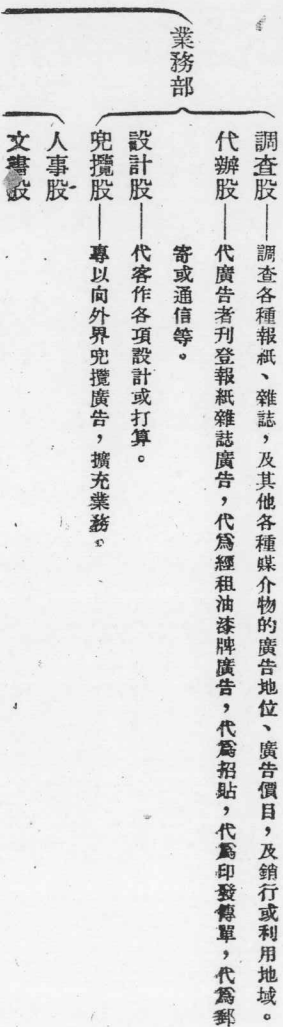 業務部
調查股——調查各種報紙、雜誌，及其他各種媒介物的廣告地位、廣告價目，及銷行或利用地域。
代辦股——代廣告者刊登報紙雜誌廣告，代爲經租油漆牌廣告，代爲招貼，代爲印發傳單，代爲郵
寄或通信等。
設計股——代客作各項設計或打算。
兜攬股——專以向外界兜攬廣告，擴充業務。
人事股
文書股